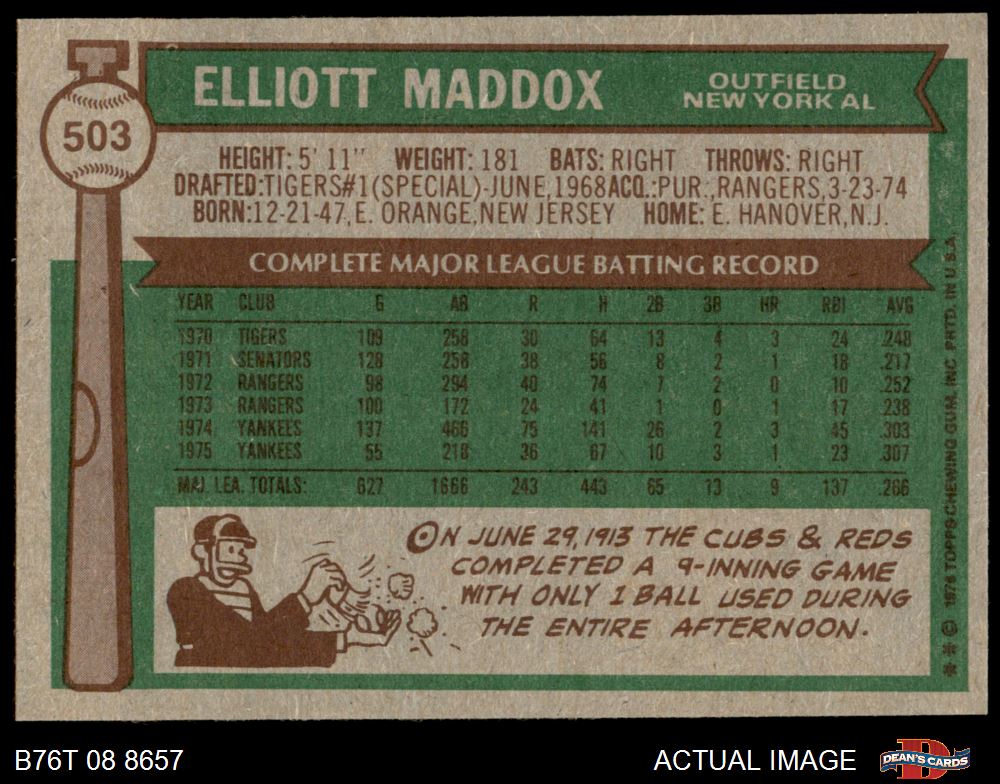 503
ELLIOTT MADDOX
OUTFIELD
NEW YORK AL
HEIGHT: 5' 11" WEIGHT: 181 BATS: RIGHT THROWS: RIGHT
DRAFTED:TIGERS#1(SPECIAL)-JUNE,1968 ACQ.:PUR.,RANGERS,3-23-74
BORN:12-21-47,E. ORANGE,NEW JERSEY HOME: E. HANOVER,N.J.
COMPLETE MAJOR LEAGUE BATTING RECORD
YEAR CLUB G AB R H 2B 3B HR RBI AVG
1970 TIGERS 109 258 30 64 13 4 3 24 .248
1971 SENATORS 128 258 38 56 8 2 1 18 .217
1972 RANGERS 98 294 40 74 7 2 0 10 .252
1973 RANGERS 100 172 24 41 1 0 1 17 .238
1974 YANKEES 137 466 75 141 26 2 3 45 .303
1975 YANKEES 55 218 36 67 10 3 1 23 .307
MAJ. LEA. TOTALS: 627 1666 243 443 65 13 9 137 .266
ON JUNE 29, 1913 THE CUBS & REDS
COMPLETED A 9-INNING GAME
WITH ONLY 1 BALL USED DURING
THE ENTIRE AFTERNOON.
** © 1976 TOPPS CHEWING GUM, INC. PRTD. IN U.S.A.
B76T 08 8657
ACTUAL IMAGE
D
DEAN'S CARDS